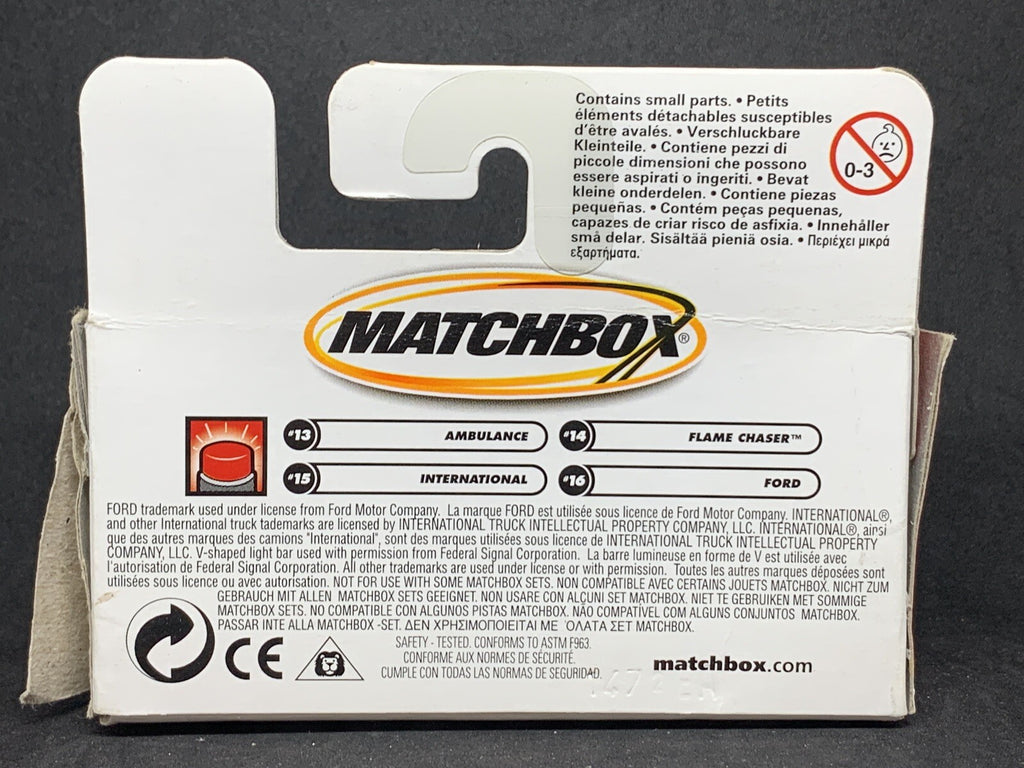 Contains small parts. • Petits
éléments détachables susceptibles
d'être avalés. • Verschluckbare
Kleinteile. • Contiene pezzi di
piccole dimensioni che possono
essere aspirati o ingeriti. • Bevat
kleine onderdelen. • Contiene piezas
pequeñas. • Contém peças pequenas,
capazes de criar risco de asfixia. • Innehåller
små delar. Sisältää pieniä osia. • Περιέχει μικρά
εξαρτήματα.
0-3
MATCHBOX®
#13 AMBULANCE #14 FLAME CHASER™
#15 INTERNATIONAL #16 FORD
FORD trademark used under license from Ford Motor Company. La marque FORD est utilisée sous licence de Ford Motor Company. INTERNATIONAL®,
and other International truck tademarks are licensed by INTERNATIONAL TRUCK INTELLECTUAL PROPERTY COMPANY, LLC. INTERNATIONAL®, ainsi
que des autres marques des camions "International", sont des marques utilisées sous licence de INTERNATIONAL TRUCK INTELLECTUAL PROPERTY
COMPANY, LLC. V-shaped light bar used with permission from Federal Signal Corporation. La barre lumineuse en forme de V est utilisée avec
l'autorisation de Federal Signal Corporation. All other trademarks are used under license or with permission. Toutes les autres marques déposées sont
utilisées sous licence ou avec autorisation. NOT FOR USE WITH SOME MATCHBOX SETS. NON COMPATIBLE AVEC CERTAINS JOUETS MATCHBOX. NICHT ZUM
GEBRAUCH MIT ALLEN MATCHBOX SETS GEEIGNET. NON USARE CON ALCUNI SET MATCHBOX. NIET TE GEBRUIKEN MET SOMMIGE
MATCHBOX SETS. NO COMPATIBLE CON ALGUNOS PISTAS MATCHBOX. NÃO COMPATÍVEL COM ALGUNS CONJUNTOS MATCHBOX.
PASSAR INTE ALLA MATCHBOX -SET. ΔΕΝ ΧΡΗΣΙΜΟΠΟΙΕΙΤΑΙ ΜΕ ΌΛΑΤΑ ΣΕΤ MATCHBOX.
SAFETY - TESTED. CONFORMS TO ASTM F963.
CONFORME AUX NORMES DE SÉCURITÉ.
CUMPLE CON TODAS LAS NORMAS DE SEGURIDAD.
CE
matchbox.com